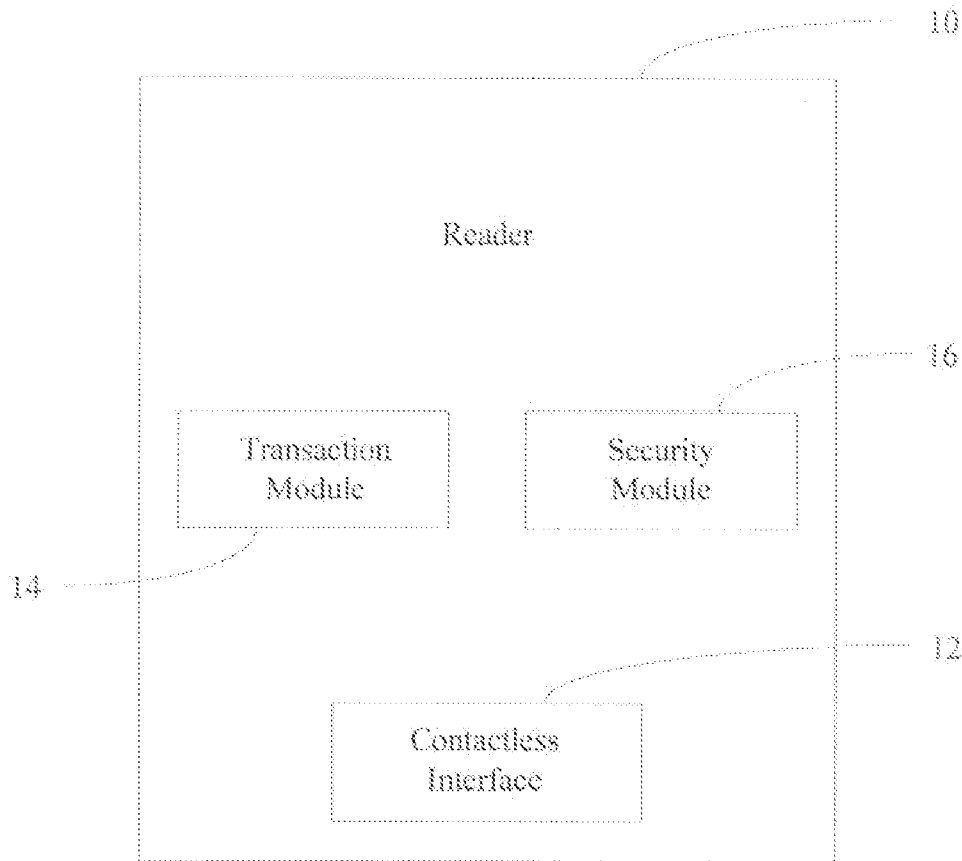 10
Reader
16
Transaction
Module
Security
Module
14
12
Contactless
Interface